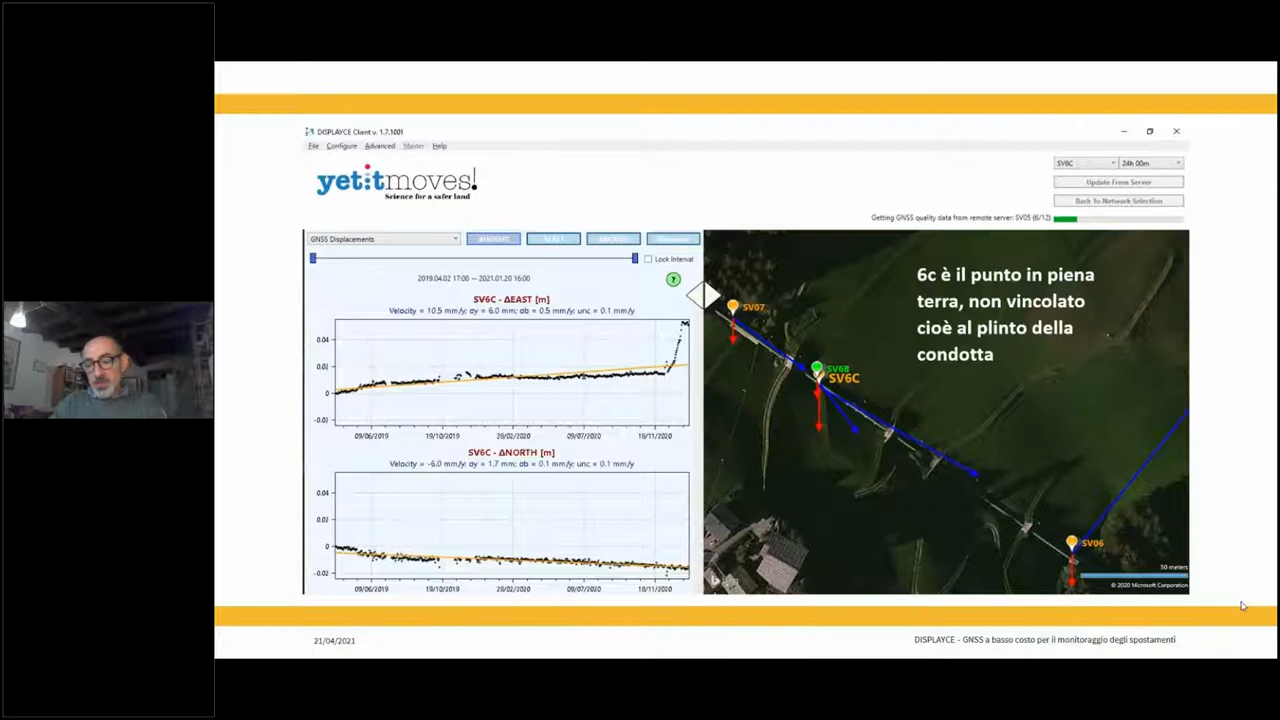 DISPLAYCE Client v. 1.7.1001
File Configure Advanced Master Help
yetitmoves!
Science for a safer land
SV6C 24h 00m
Update From Server
Back To Network Selection
Getting GNSS quality data from remote server: SV05 (6/12)
GNSS Displacements
Lock Interval
2019.04.02 17:00 -- 2021.01.20 16:00
?
SV6C - ΔEAST [m]
Velocity = 10.5 mm/y; σy = 6.0 mm; σb = 0.5 mm/y; unc = 0.1 mm/y
0.04
0.02
0
-0.02
09/06/2019 19/10/2019 28/02/2020 09/07/2020 18/11/2020
SV6C - ΔNORTH [m]
Velocity = -6.0 mm/y; σy = 1.7 mm; σb = 0.1 mm/y; unc = 0.1 mm/y
0.04
0.02
0
-0.02
09/06/2019 19/10/2019 28/02/2020 09/07/2020 18/11/2020
6c è il punto in piena
terra, non vincolato
cioè al plinto della
condotta
SV07
SV6B
SV6C
SV06
50 meters
© 2020 Microsoft Corporation
21/04/2021
DISPLAYCE – GNSS a basso costo per il monitoraggio degli spostamenti